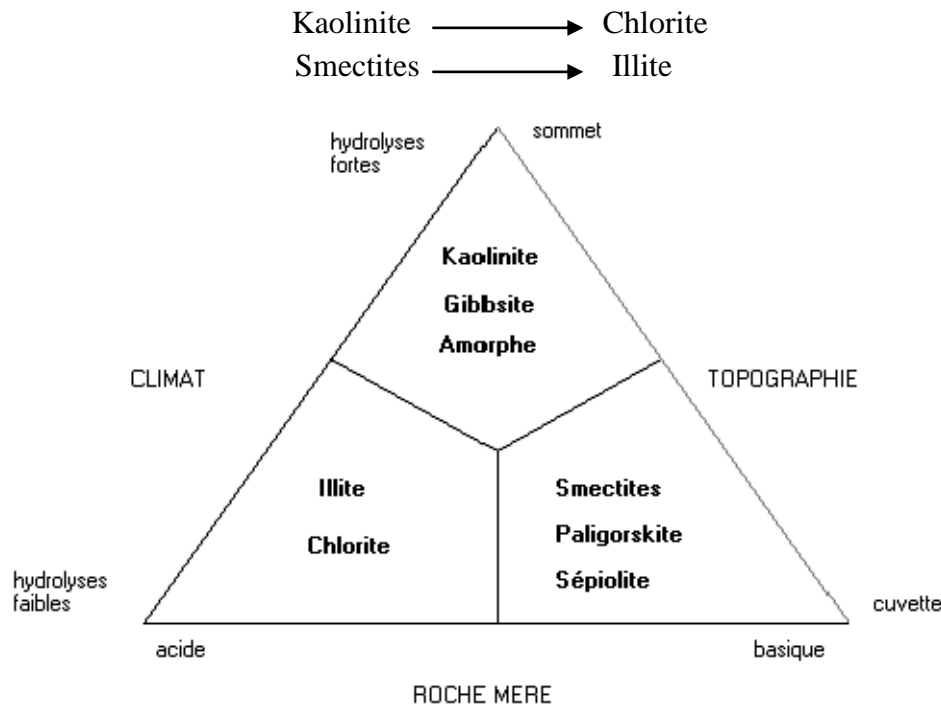 Kaolinite Chlorite
Smectites Illite
hydrolyses
fortes
sommet
Kaolinite
Gibbsite
Amorphe
CLIMAT
TOPOGRAPHIE
Illite
Chlorite
Smectites
Paligorskite
Sépiolite
hydrolyses
faibles
cuvette
acide
basique
ROCHE MERE